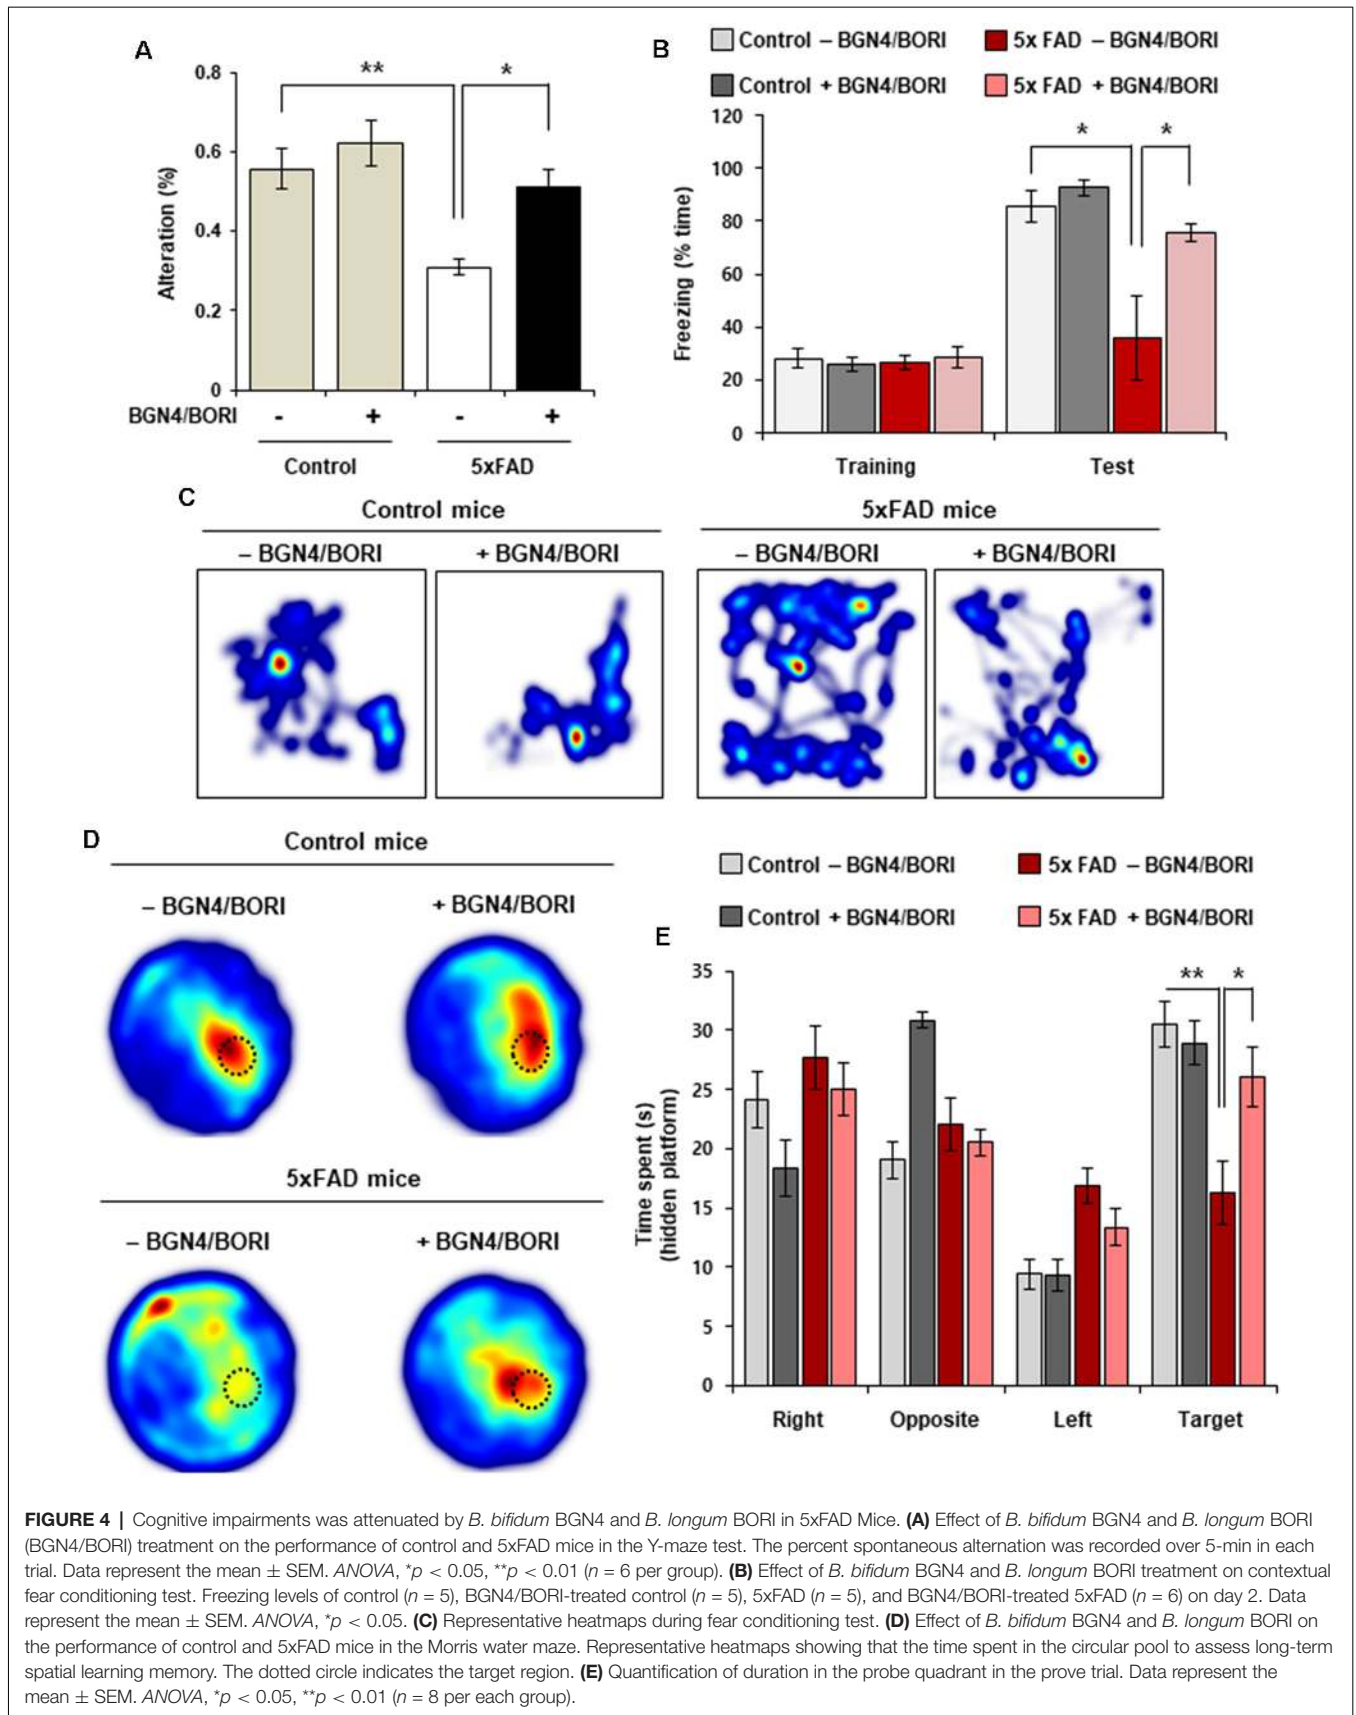 A
0.8
0.6
0.4
0.2
0
Alteration (%)
**
*
BGN4/BORI - + - +
Control 5xFAD
B
Control – BGN4/BORI 5x FAD – BGN4/BORI
Control + BGN4/BORI 5x FAD + BGN4/BORI
120
100
80
60
40
20
0
Freezing (% time)
* *
Training Test
C
Control mice 5xFAD mice
– BGN4/BORI + BGN4/BORI – BGN4/BORI + BGN4/BORI
D
Control mice
– BGN4/BORI + BGN4/BORI
5xFAD mice
– BGN4/BORI + BGN4/BORI
Control – BGN4/BORI 5x FAD – BGN4/BORI
Control + BGN4/BORI 5x FAD + BGN4/BORI
E
35
30
25
20
15
10
5
0
Time spent (s)
(hidden platform)
** *
Right Opposite Left Target
FIGURE 4 | Cognitive impairments was attenuated by B. bifidum BGN4 and B. longum BORI in 5xFAD Mice. (A) Effect of B. bifidum BGN4 and B. longum BORI
(BGN4/BORI) treatment on the performance of control and 5xFAD mice in the Y-maze test. The percent spontaneous alternation was recorded over 5-min in each
trial. Data represent the mean ± SEM. ANOVA, *p < 0.05, **p < 0.01 (n = 6 per group). (B) Effect of B. bifidum BGN4 and B. longum BORI treatment on contextual
fear conditioning test. Freezing levels of control (n = 5), BGN4/BORI-treated control (n = 5), 5xFAD (n = 5), and BGN4/BORI-treated 5xFAD (n = 6) on day 2. Data
represent the mean ± SEM. ANOVA, *p < 0.05. (C) Representative heatmaps during fear conditioning test. (D) Effect of B. bifidum BGN4 and B. longum BORI on
the performance of control and 5xFAD mice in the Morris water maze. Representative heatmaps showing that the time spent in the circular pool to assess long-term
spatial learning memory. The dotted circle indicates the target region. (E) Quantification of duration in the probe quadrant in the prove trial. Data represent the
mean ± SEM. ANOVA, *p < 0.05, **p < 0.01 (n = 8 per each group).